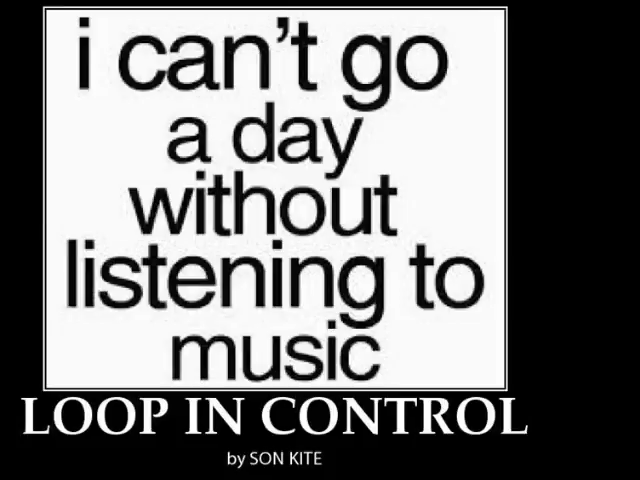 i can't go
a day
without
listening to
music
LOOP IN CONTROL
by SON KITE